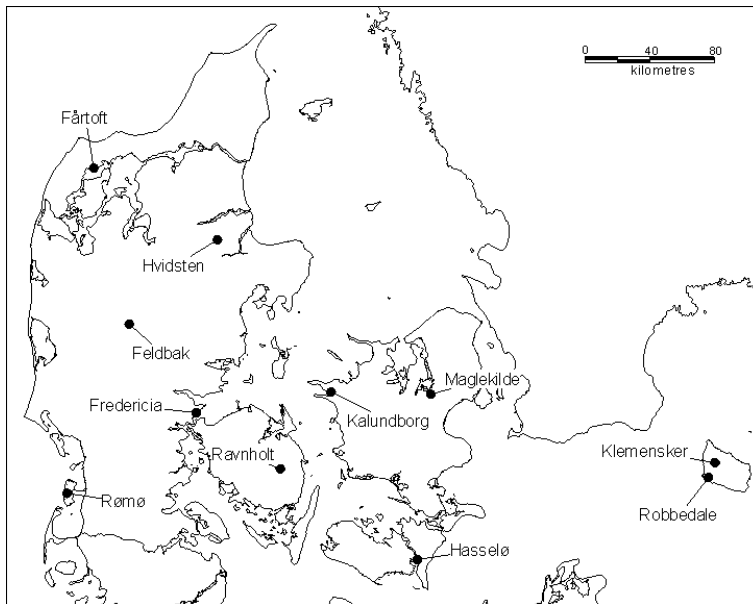 0 40 80
kilometres
Fårtoft
Hvidsten
Feldbak
Maglekilde
Fredericia
Kalundborg
Ravnholt
Klemensker
Rømø
Robbedale
Hasselø